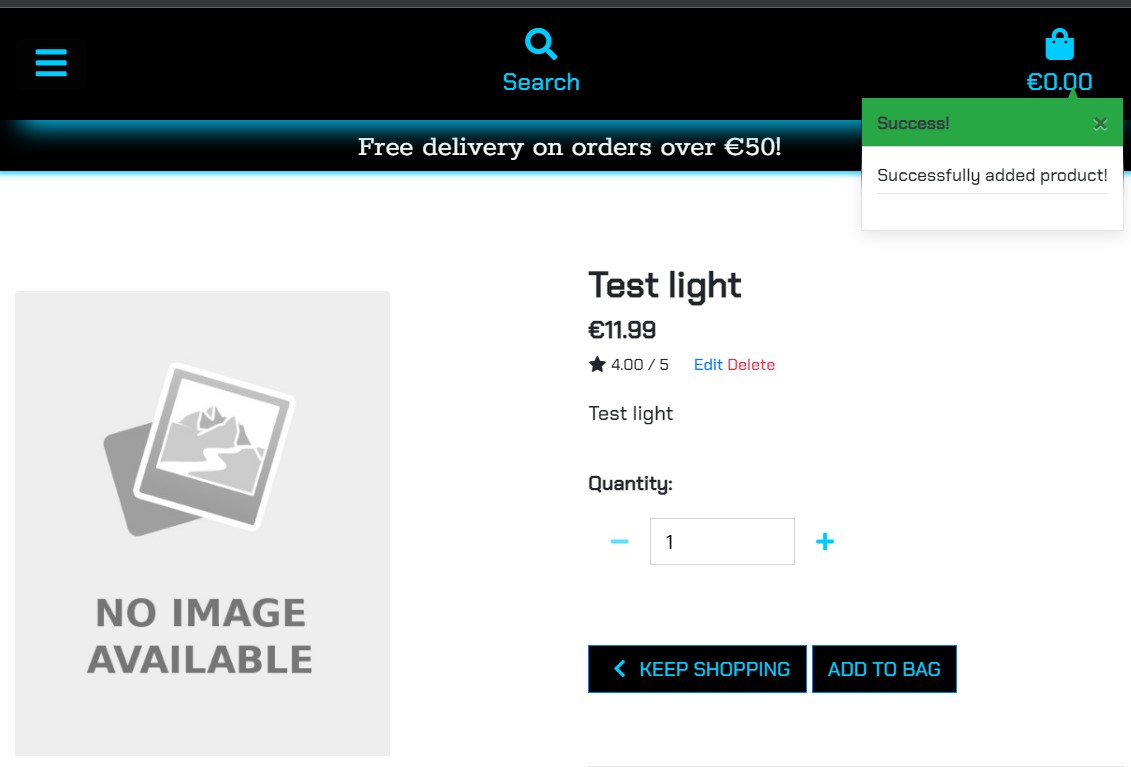 Search
€0.00
Free delivery on orders over €50!
Success! ×
Successfully added product!
Test light
€11.99
4.00 / 5 Edit Delete
Test light
Quantity:
1
KEEP SHOPPING ADD TO BAG
NO IMAGE
AVAILABLE